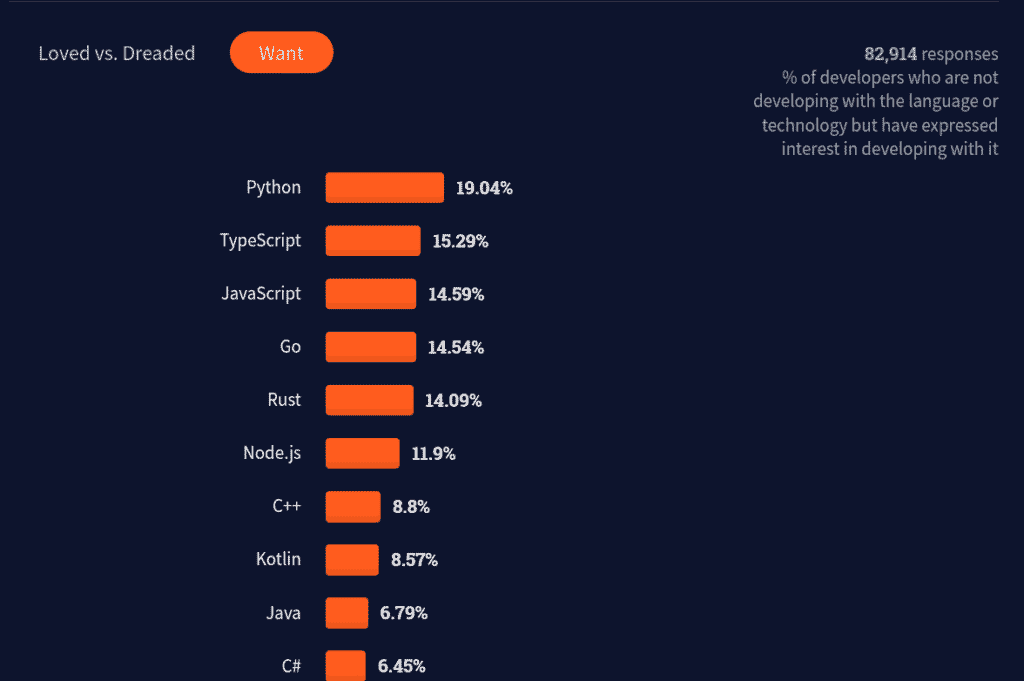 Loved vs. Dreaded
Want
82,914 responses
% of developers who are not
developing with the language or
technology but have expressed
interest in developing with it
Python 19.04%
TypeScript 15.29%
JavaScript 14.59%
Go 14.54%
Rust 14.09%
Node.js 11.9%
C++ 8.8%
Kotlin 8.57%
Java 6.79%
C# 6.45%